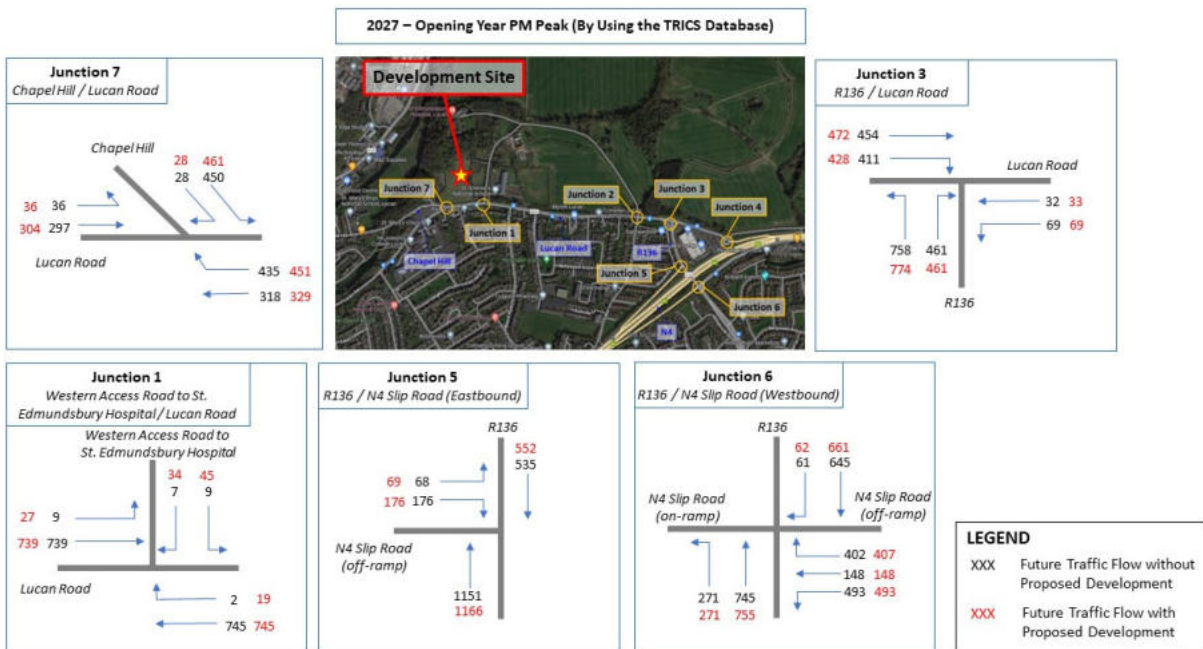 2027 – Opening Year PM Peak (By Using the TRICS Database)
Junction 7
Chapel Hill / Lucan Road
Chapel Hill
28 461
28 450
36 36
304 297
Lucan Road
435 451
318 329
Development Site
Junction 7
Junction 1
Junction 2
Junction 3
Junction 4
Junction 5
Junction 6
Chapel Hill
Lucan Road
R136
N4
Junction 3
R136 / Lucan Road
472 454
428 411
Lucan Road
32 33
69 69
758 461
774 461
R136
Junction 1
Western Access Road to St.
Edmundsbury Hospital / Lucan Road
Western Access Road to
St. Edmundsbury Hospital
34 45
7 9
27 9
739 739
Lucan Road
2 19
745 745
Junction 5
R136 / N4 Slip Road (Eastbound)
R136
552
535
69 68
176 176
N4 Slip Road
(off-ramp)
1151
1166
Junction 6
R136 / N4 Slip Road (Westbound)
R136
62 661
61 645
N4 Slip Road
(on-ramp)
N4 Slip Road
(off-ramp)
402 407
148 148
493 493
271 745
271 755
LEGEND
XXX Future Traffic Flow without
Proposed Development
XXX Future Traffic Flow with
Proposed Development